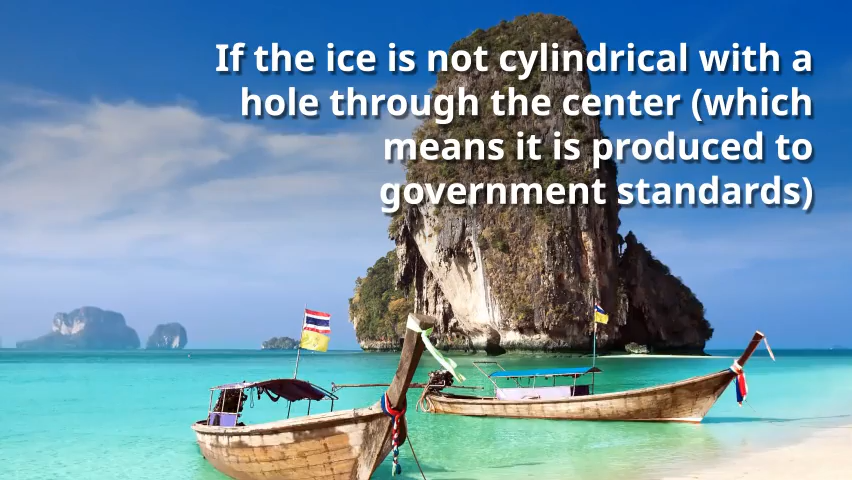 If the ice is not cylindrical with a
hole through the center (which
means it is produced to
government standards)